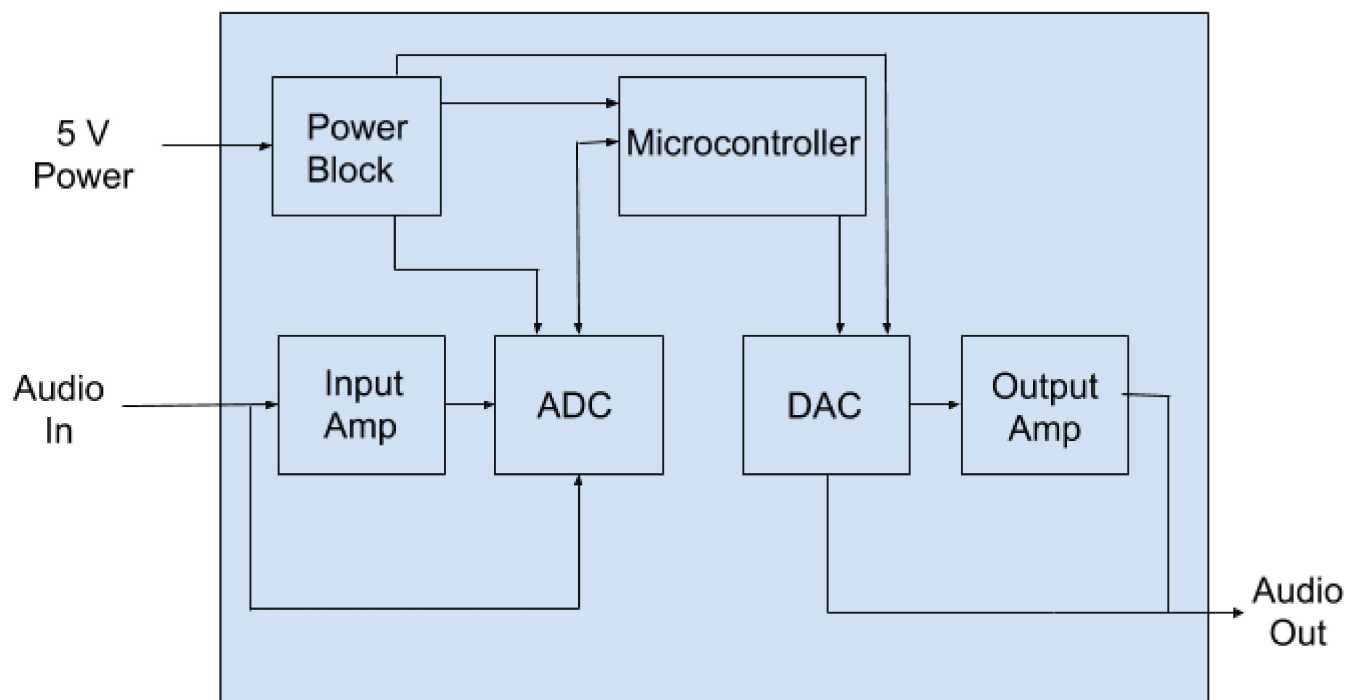 5 V
Power
Power
Block
Microcontroller
Audio
In
Input
Amp
ADC
DAC
Output
Amp
Audio
Out